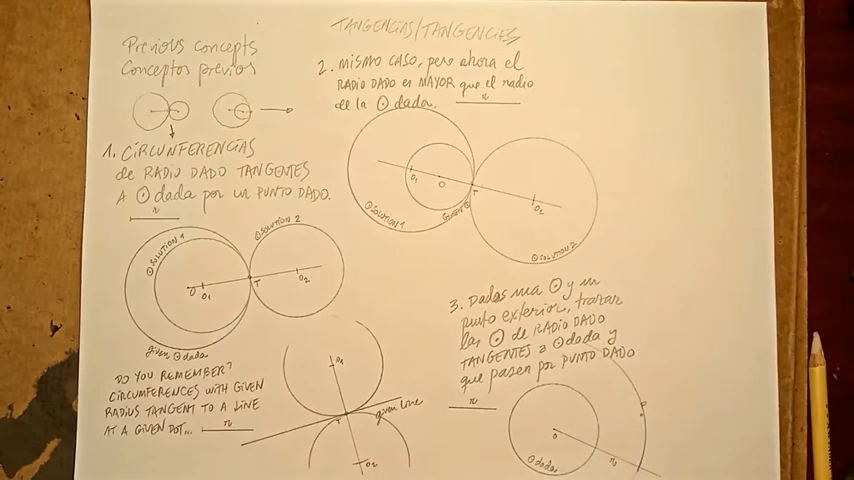 TANGENCIAS/TANGENCIES
Previous concepts
Conceptos previos
1. CIRCUNFERENCIAS
de RADIO DADO TANGENTES
A ⊙ dada por un PUNTO DADO.
r
⊙ SOLUTION 1
⊙ SOLUTION 2
O
O1
T
O2
given ⊙ dada
DO YOU REMEMBER?
CIRCUMFERENCES WITH GIVEN
RADIUS TANGENT TO A LINE
AT A GIVEN DOT...
r
O1
T
given line
O2
2. MISMO CASO, pero ahora el
RADIO DADO es MAYOR que el radio
de la ⊙ dada.
r
O1
O
T
O2
⊙ SOLUTION 1
GIVEN ⊙
⊙ SOLUTION 2
3. Dadas una ⊙ y un
punto exterior, trazar
las ⊙ de RADIO DADO
TANGENTES a ⊙ dada y
que pasen por PUNTO DADO
r
P
O
r
⊙ dada